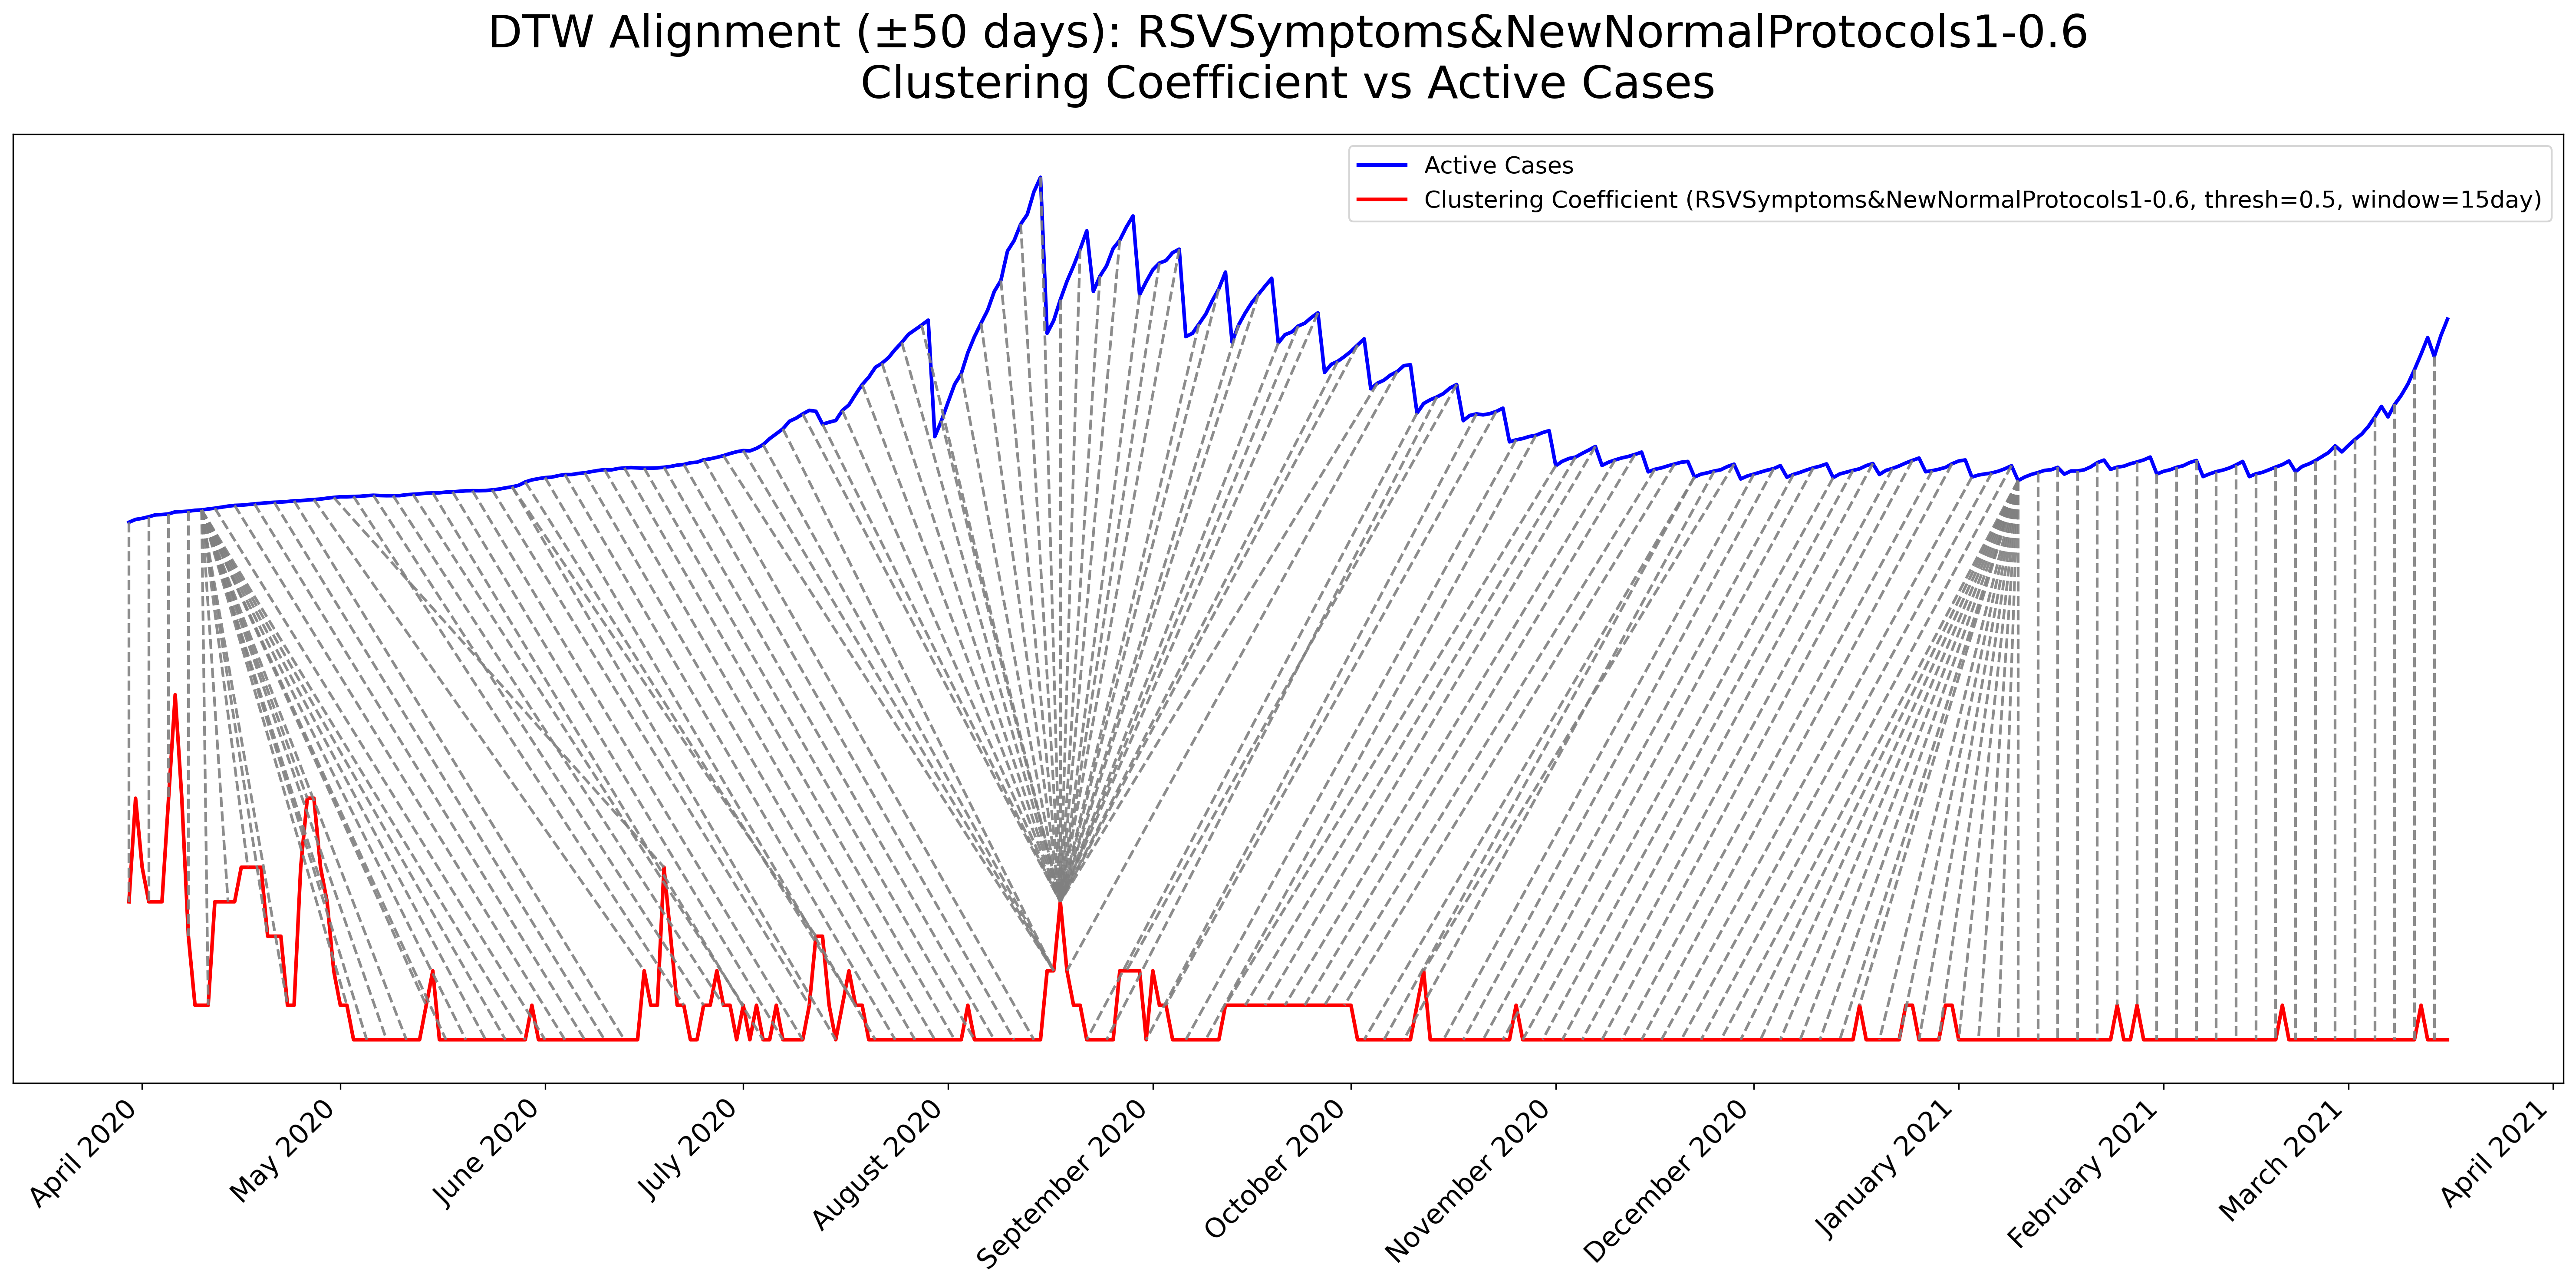 DTW Alignment (±50 days): RSVSymptoms&NewNormalProtocols1-0.6
Clustering Coefficient vs Active Cases
Active Cases
Clustering Coefficient (RSVSymptoms&NewNormalProtocols1-0.6, thresh=0.5, window=15day)
April 2020
May 2020
June 2020
July 2020
August 2020
September 2020
October 2020
November 2020
December 2020
January 2021
February 2021
March 2021
April 2021